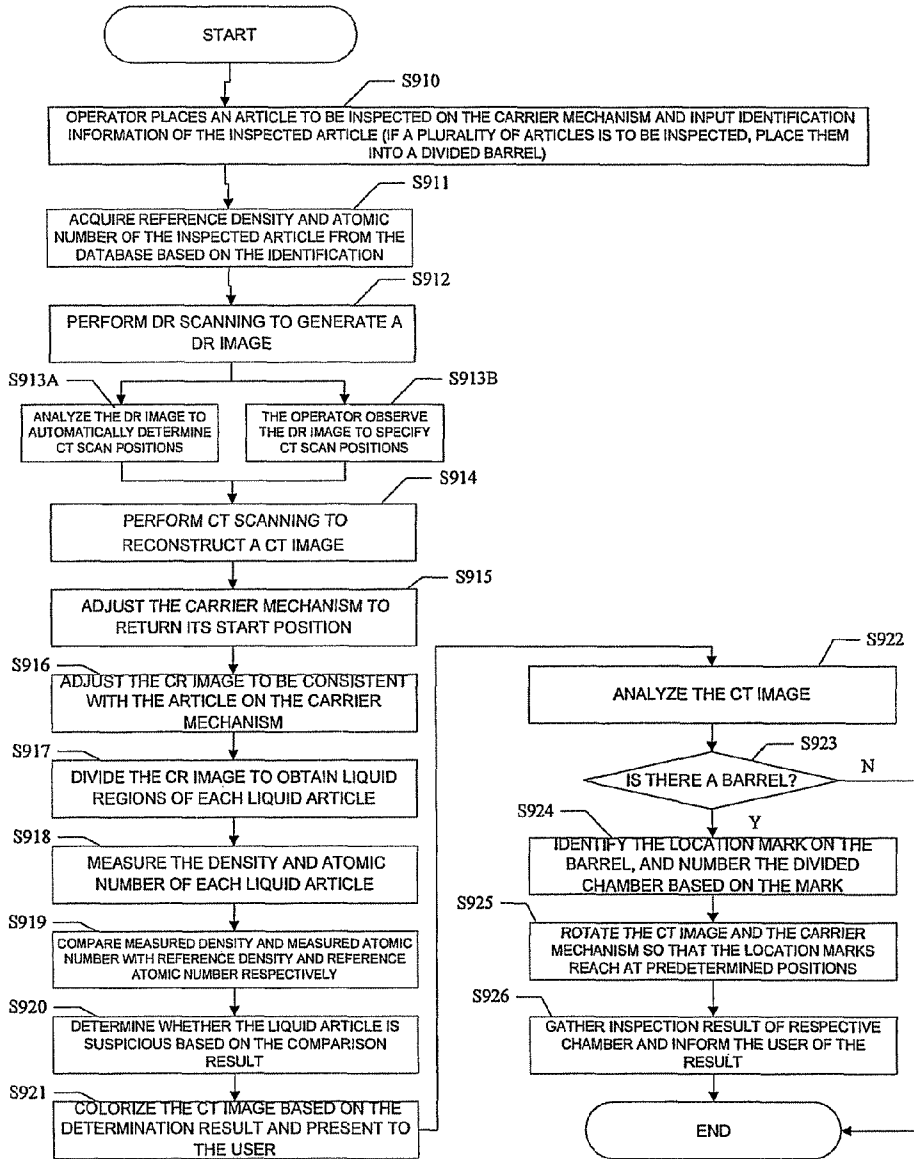 START
S910
OPERATOR PLACES AN ARTICLE TO BE INSPECTED ON THE CARRIER MECHANISM AND INPUT IDENTIFICATION
INFORMATION OF THE INSPECTED ARTICLE (IF A PLURALITY OF ARTICLES IS TO BE INSPECTED, PLACE THEM
INTO A DIVIDED BARREL)
S911
ACQUIRE REFERENCE DENSITY AND ATOMIC
NUMBER OF THE INSPECTED ARTICLE FROM THE
DATABASE BASED ON THE IDENTIFICATION
S912
PERFORM DR SCANNING TO GENERATE A
DR IMAGE
S913A
ANALYZE THE DR IMAGE TO
AUTOMATICALLY DETERMINE
CT SCAN POSITIONS
S913B
THE OPERATOR OBSERVE
THE DR IMAGE TO SPECIFY
CT SCAN POSITIONS
S914
PERFORM CT SCANNING TO
RECONSTRUCT A CT IMAGE
S915
ADJUST THE CARRIER MECHANISM TO
RETURN ITS START POSITION
S916
ADJUST THE CR IMAGE TO BE CONSISTENT
WITH THE ARTICLE ON THE CARRIER
MECHANISM
S917
DIVIDE THE CR IMAGE TO OBTAIN LIQUID
REGIONS OF EACH LIQUID ARTICLE
S918
MEASURE THE DENSITY AND ATOMIC
NUMBER OF EACH LIQUID ARTICLE
S919
COMPARE MEASURED DENSITY AND MEASURED ATOMIC
NUMBER WITH REFERENCE DENSITY AND REFERENCE
ATOMIC NUMBER RESPECTIVELY
S920
DETERMINE WHETHER THE LIQUID ARTICLE IS
SUSPICIOUS BASED ON THE COMPARISON
RESULT
S921
COLORIZE THE CT IMAGE BASED ON THE
DETERMINATION RESULT AND PRESENT TO
THE USER
S922
ANALYZE THE CT IMAGE
S923
IS THERE A BARREL?
N
Y
S924
IDENTIFY THE LOCATION MARK ON THE
BARREL, AND NUMBER THE DIVIDED
CHAMBER BASED ON THE MARK
S925
ROTATE THE CT IMAGE AND THE CARRIER
MECHANISM SO THAT THE LOCATION MARKS
REACH AT PREDETERMINED POSITIONS
S926
GATHER INSPECTION RESULT OF RESPECTIVE
CHAMBER AND INFORM THE USER OF THE
RESULT
END